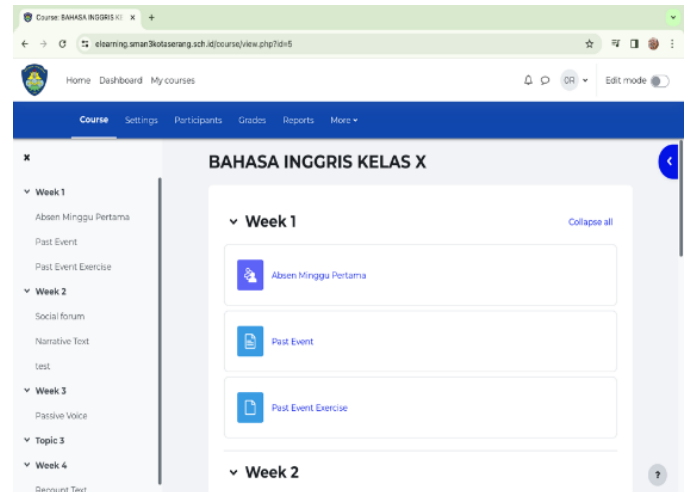 Course: BAHASA INGGRIS KE
elearning.sman3kotaserang.sch.id/course/view.php?id=5
Home Dashboard My courses
OR
Edit mode
Course Settings Participants Grades Reports More
BAHASA INGGRIS KELAS X
Week 1
Absen Minggu Pertama
Past Event
Past Event Exercise
Week 2
Social forum
Narrative Text
test
Week 3
Passive Voice
Topic 3
Week 4
Recount Text
Week 1
Collapse all
Absen Minggu Pertama
Past Event
Past Event Exercise
Week 2
?